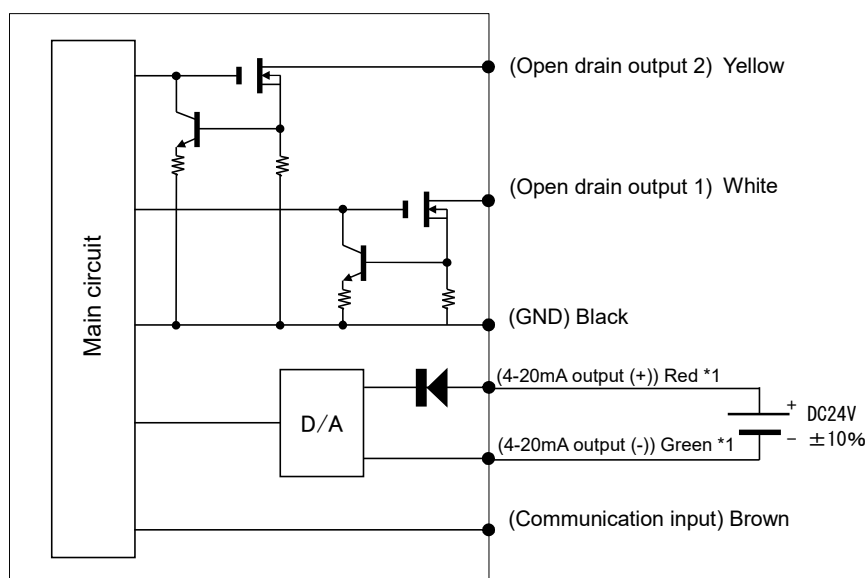 (Open drain output 2) Yellow
(Open drain output 1) White
Main circuit
(GND) Black
(4-20mA output (+)) Red *1
D/A
+ DC24V
− ±10%
(4-20mA output (-)) Green *1
(Communication input) Brown